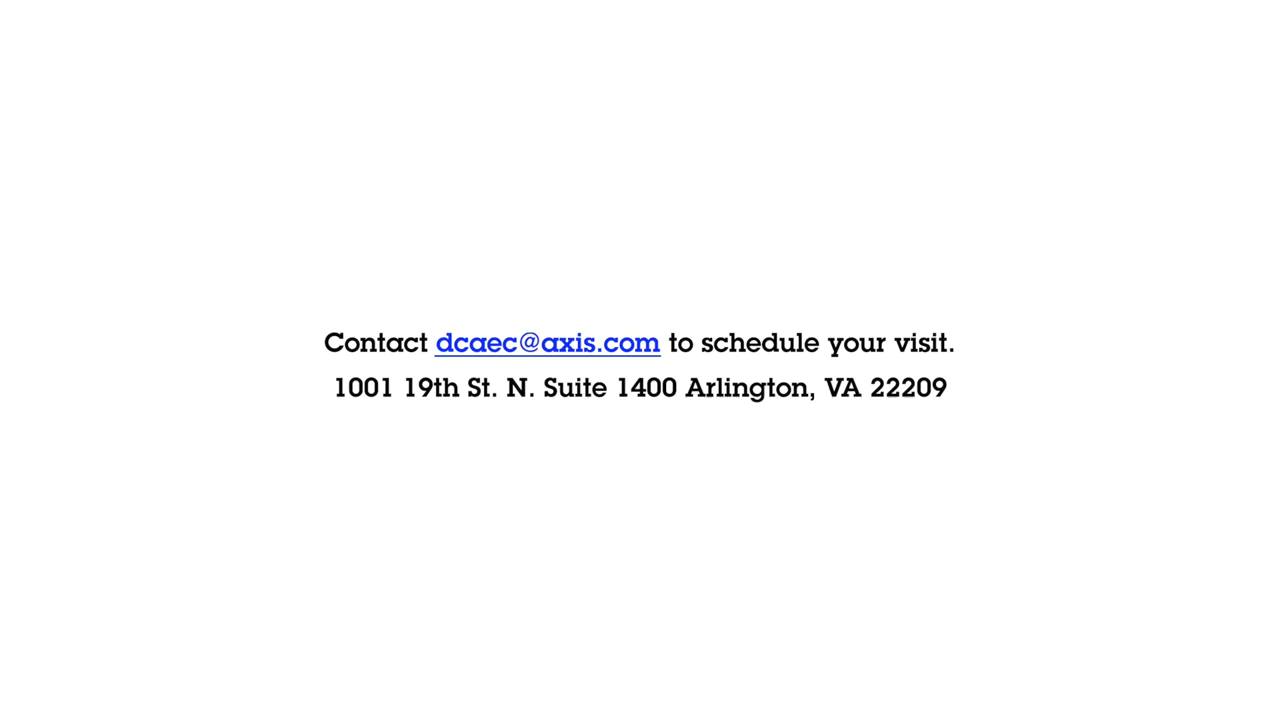 Contact dcaec@axis.com to schedule your visit.
1001 19th St. N. Suite 1400 Arlington, VA 22209